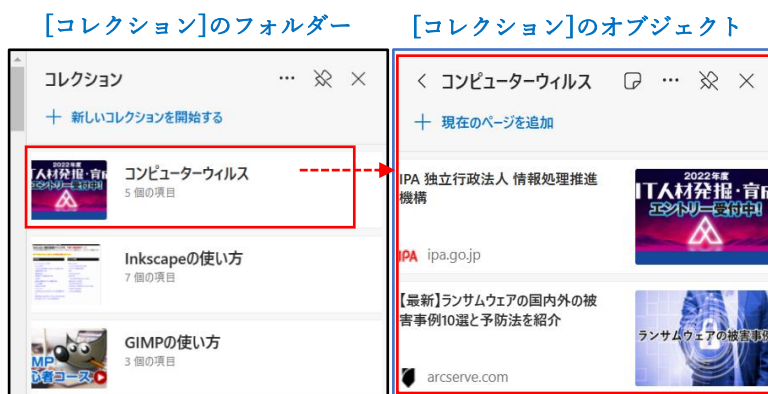 [コレクション]のフォルダー
コレクション
新しいコレクションを開始する
2022年度
IT人材発掘・育成
エントリー受付中!
コンピューターウィルス
5 個の項目
Inkscapeの使い方
7 個の項目
GIMPの使い方
3 個の項目
[コレクション]のオブジェクト
コンピューターウィルス
現在のページを追加
IPA 独立行政法人 情報処理推進
機構
IPA ipa.go.jp
2022年度
IT人材発掘・育成
エントリー受付中!
【最新】ランサムウェアの国内外の被
害事例10選と予防法を紹介
arcserve.com
ランサムウェアの被害事例